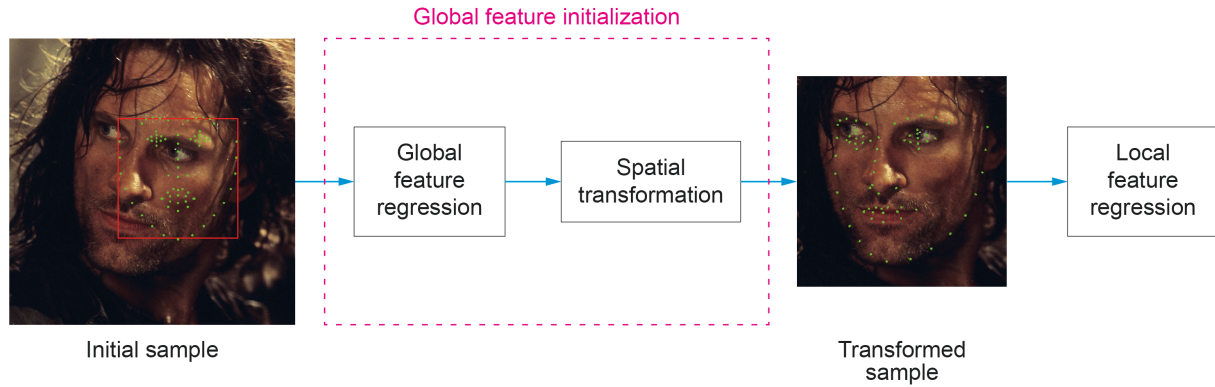 Global feature initialization
Global
feature
regression
Spatial
transformation
Local
feature
regression
Initial sample
Transformed
sample